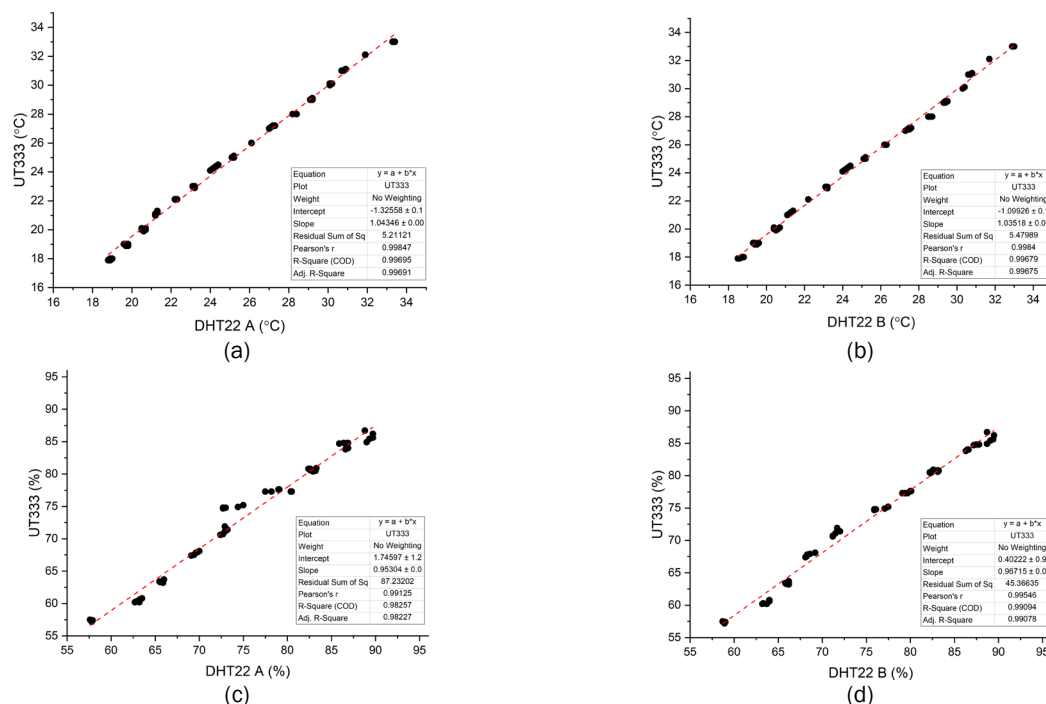 34
32
30
28
26
24
22
20
18
16
UT333 (°C)
Equation y = a + b*x
Plot UT333
Weight No Weighting
Intercept -1.32558 ± 0.1
Slope 1.04346 ± 0.00
Residual Sum of Sq 5.21121
Pearson's r 0.99847
R-Square (COD) 0.99695
Adj. R-Square 0.99691
16 18 20 22 24 26 28 30 32 34
DHT22 A (°C)
(a)
34
32
30
28
26
24
22
20
18
16
UT333 (°C)
Equation y = a + b*x
Plot UT333
Weight No Weighting
Intercept -1.09926 ± 0.1
Slope 1.03518 ± 0.00
Residual Sum of Sq 5.47989
Pearson's r 0.9984
R-Square (COD) 0.99679
Adj. R-Square 0.99675
16 18 20 22 24 26 28 30 32 34
DHT22 B (°C)
(b)
95
90
85
80
75
70
65
60
55
UT333 (%)
Equation y = a + b*x
Plot UT333
Weight No Weighting
Intercept 1.74597 ± 1.2
Slope 0.95304 ± 0.0
Residual Sum of Sq 87.23202
Pearson's r 0.99125
R-Square (COD) 0.98257
Adj. R-Square 0.98227
55 60 65 70 75 80 85 90 95
DHT22 A (%)
(c)
95
90
85
80
75
70
65
60
55
UT333 (%)
Equation y = a + b*x
Plot UT333
Weight No Weighting
Intercept 0.40222 ± 0.9
Slope 0.96715 ± 0.0
Residual Sum of Sq 45.36635
Pearson's r 0.99546
R-Square (COD) 0.99094
Adj. R-Square 0.99078
55 60 65 70 75 80 85 90 95
DHT22 B (%)
(d)